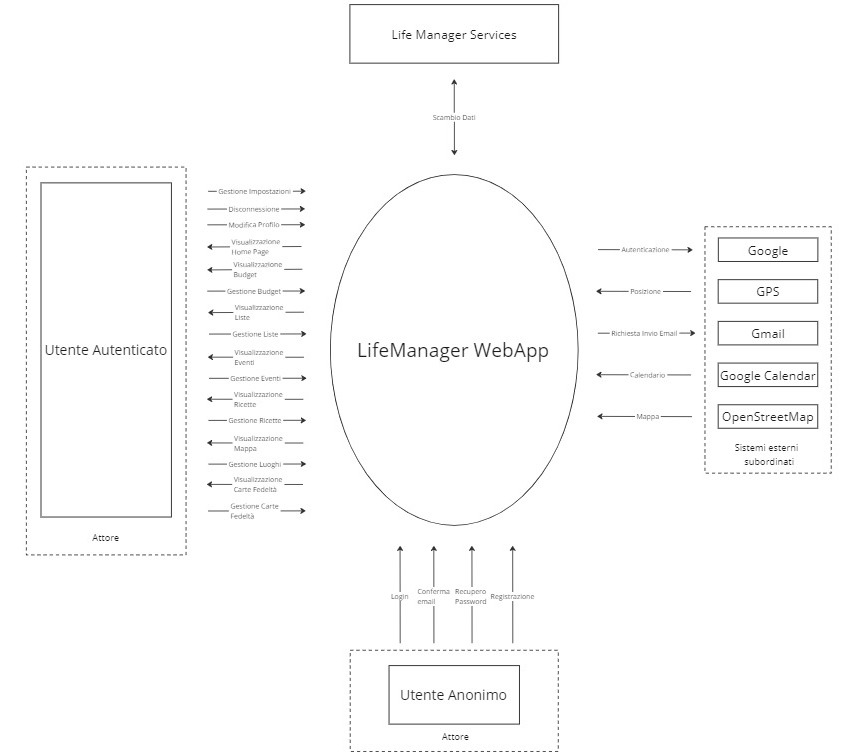 Life Manager Services
Scambio Dati
Gestione Impostazioni
Disconnessione
Modifica Profilo
Visualizzazione
Home Page
Visualizzazione
Budget
Gestione Budget
Visualizzazione
Liste
Gestione Liste
Visualizzazione
Eventi
Gestione Eventi
Visualizzazione
Ricette
Gestione Ricette
Visualizzazione
Mappa
Gestione Luoghi
Visualizzazione
Carte Fedeltà
Gestione Carte
Fedeltà
Utente Autenticato
Attore
LifeManager WebApp
Autenticazione
Posizione
Richiesta Invio Email
Calendario
Mappa
Google
GPS
Gmail
Google Calendar
OpenStreetMap
Sistemi esterni
subordinati
Login
Conferma
email
Recupero
Password
Registrazione
Utente Anonimo
Attore